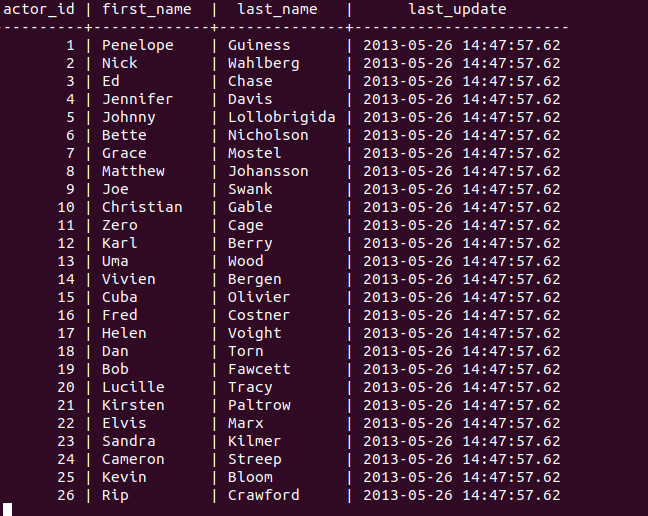 actor_id | first_name  |  last_name   |      last_update
---------+-------------+--------------+------------------------
       1 | Penelope    | Guiness      | 2013-05-26 14:47:57.62
       2 | Nick        | Wahlberg     | 2013-05-26 14:47:57.62
       3 | Ed          | Chase        | 2013-05-26 14:47:57.62
       4 | Jennifer    | Davis        | 2013-05-26 14:47:57.62
       5 | Johnny      | Lollobrigida | 2013-05-26 14:47:57.62
       6 | Bette       | Nicholson    | 2013-05-26 14:47:57.62
       7 | Grace       | Mostel       | 2013-05-26 14:47:57.62
       8 | Matthew     | Johansson    | 2013-05-26 14:47:57.62
       9 | Joe         | Swank        | 2013-05-26 14:47:57.62
      10 | Christian   | Gable        | 2013-05-26 14:47:57.62
      11 | Zero        | Cage         | 2013-05-26 14:47:57.62
      12 | Karl        | Berry        | 2013-05-26 14:47:57.62
      13 | Uma         | Wood         | 2013-05-26 14:47:57.62
      14 | Vivien      | Bergen       | 2013-05-26 14:47:57.62
      15 | Cuba        | Olivier      | 2013-05-26 14:47:57.62
      16 | Fred        | Costner      | 2013-05-26 14:47:57.62
      17 | Helen       | Voight       | 2013-05-26 14:47:57.62
      18 | Dan         | Torn         | 2013-05-26 14:47:57.62
      19 | Bob         | Fawcett      | 2013-05-26 14:47:57.62
      20 | Lucille     | Tracy        | 2013-05-26 14:47:57.62
      21 | Kirsten     | Paltrow      | 2013-05-26 14:47:57.62
      22 | Elvis       | Marx         | 2013-05-26 14:47:57.62
      23 | Sandra      | Kilmer       | 2013-05-26 14:47:57.62
      24 | Cameron     | Streep       | 2013-05-26 14:47:57.62
      25 | Kevin       | Bloom        | 2013-05-26 14:47:57.62
      26 | Rip         | Crawford     | 2013-05-26 14:47:57.62